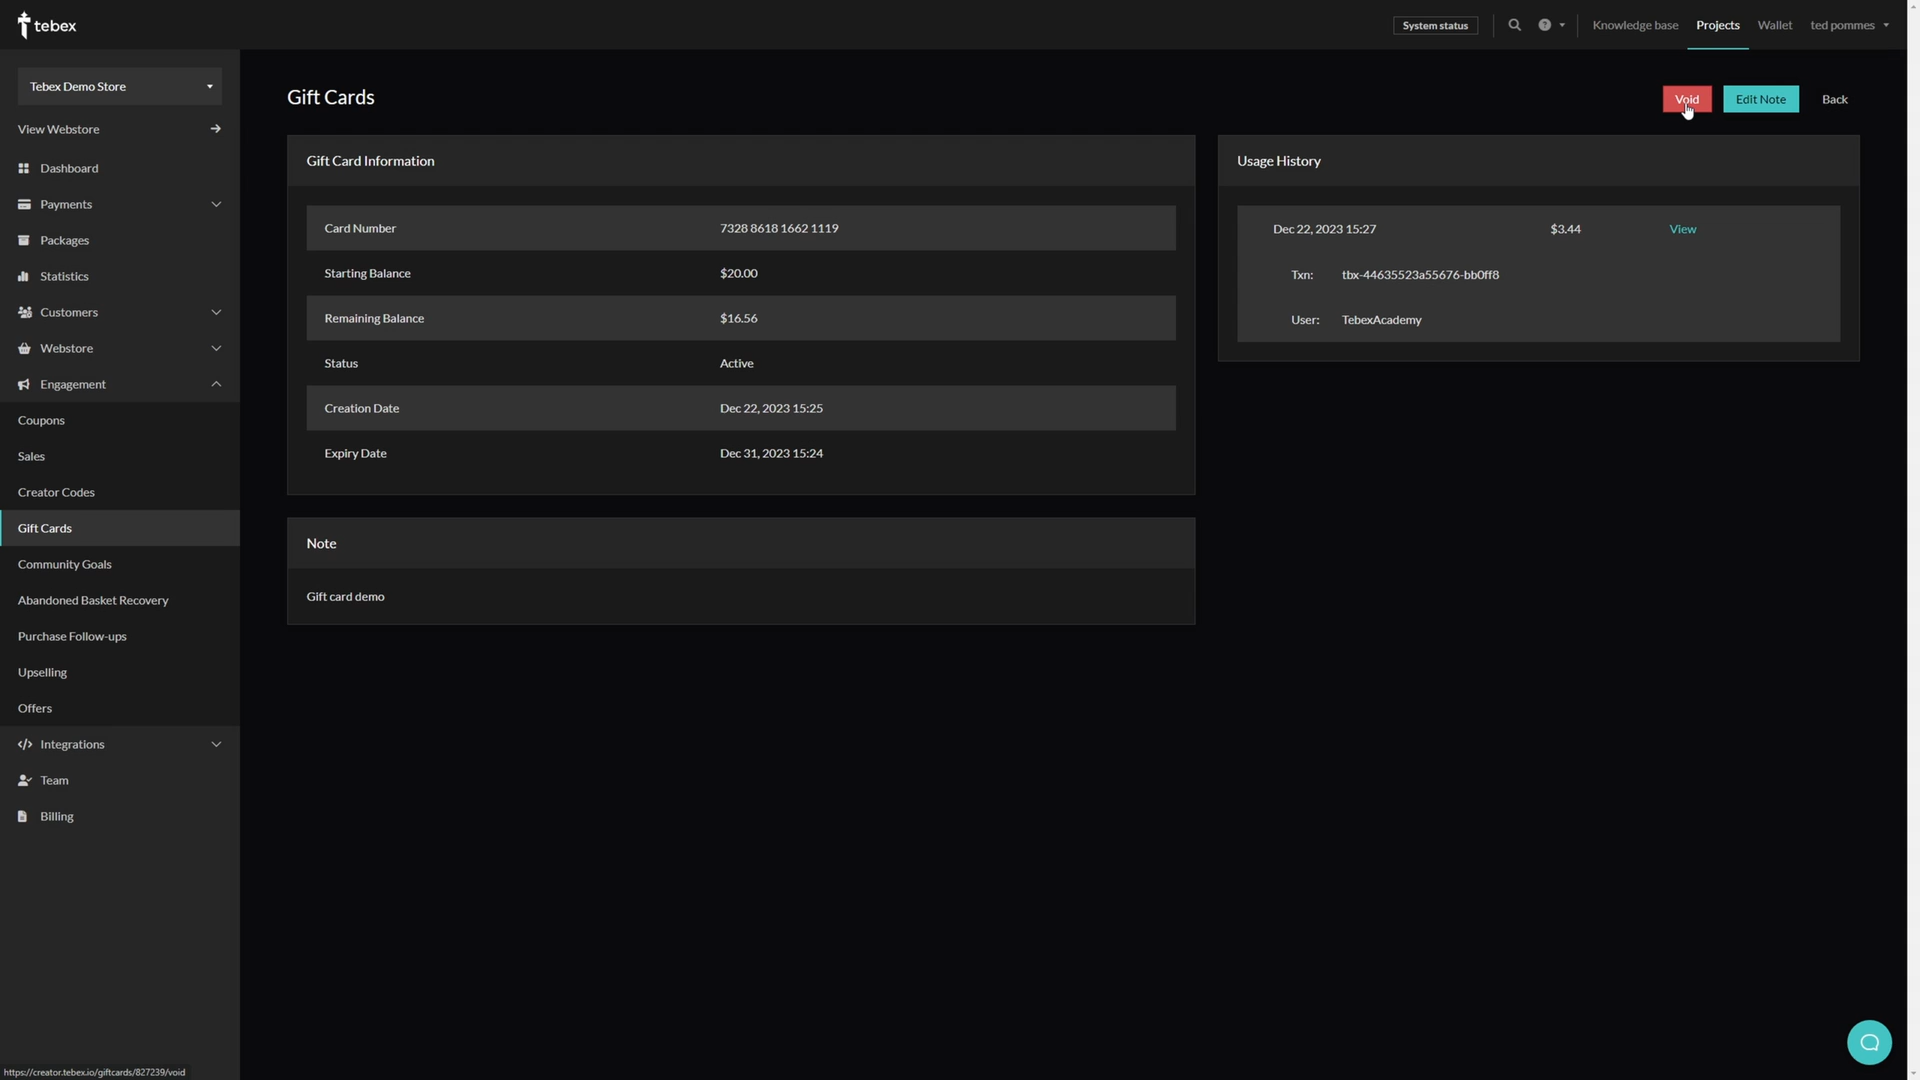 tebex
System status
Knowledge base
Projects
Wallet
ted pommes
Tebex Demo Store
View Webstore
Dashboard
Payments
Packages
Statistics
Customers
Webstore
Engagement
Coupons
Sales
Creator Codes
Gift Cards
Community Goals
Abandoned Basket Recovery
Purchase Follow-ups
Upselling
Offers
Integrations
Team
Billing
Gift Cards
Void
Edit Note
Back
Gift Card Information
Card Number 7328 8618 1662 1119
Starting Balance $20.00
Remaining Balance $16.56
Status Active
Creation Date Dec 22, 2023 15:25
Expiry Date Dec 31, 2023 15:24
Note
Gift card demo
Usage History
Dec 22, 2023 15:27 $3.44 View
Txn: tbx-44635523a55676-bb0ff8
User: TebexAcademy
https://creator.tebex.io/giftcards/827239/void